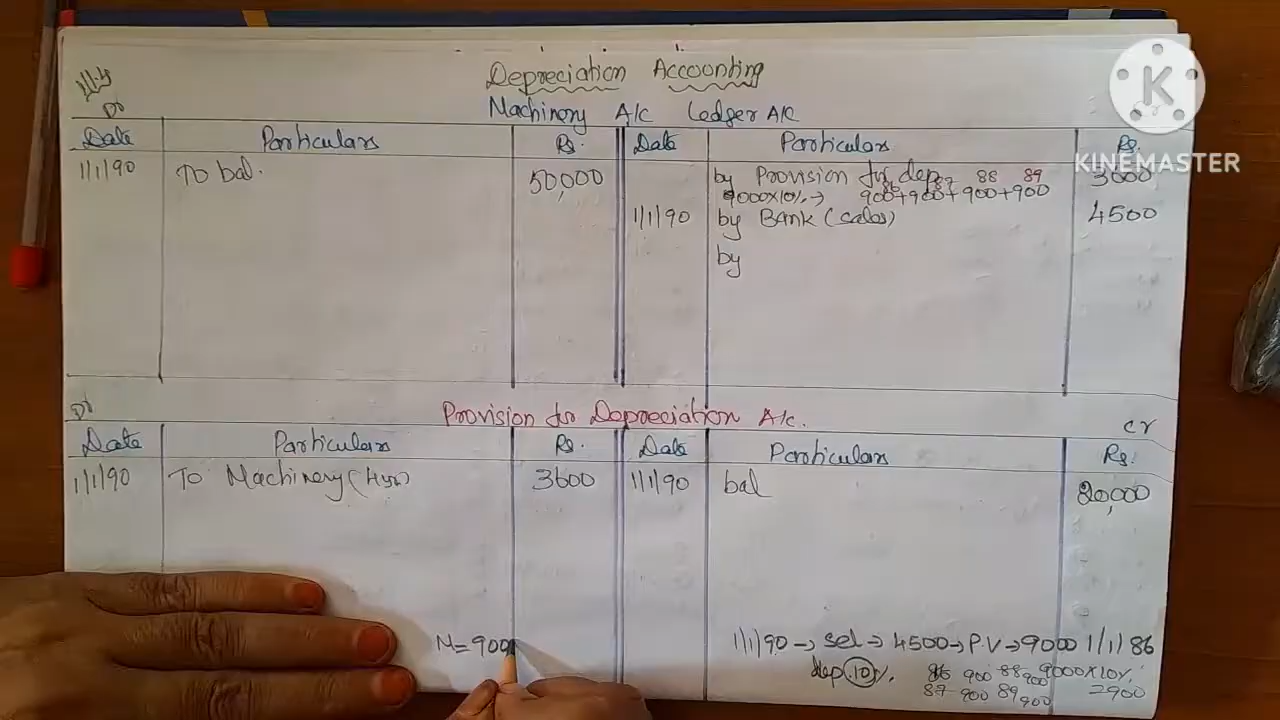 Depreciation Accounting
Machinery A/c Ledger A/c
Dr
Date Particulars Rs. Date Particulars Rs.
1/1/90 To bal. 50,000 by Provision for dep 3600
86 87 88 89
9000x10%→ 900+900+900+900
1/1/90 by Bank (sales) 4500
by
Dr Provision for Depreciation A/c. Cr
Date Particulars Rs. Date Particulars Rs.
1/1/90 To Machinery (4yrs) 3600 1/1/90 bal 20,000
M=900 1/1/90→ sel→ 4500→ P.V→9000 1/1/86
dep 10%. 86 900 88 900 9000x10%.
87 900 89 900 2900
K
KINEMASTER